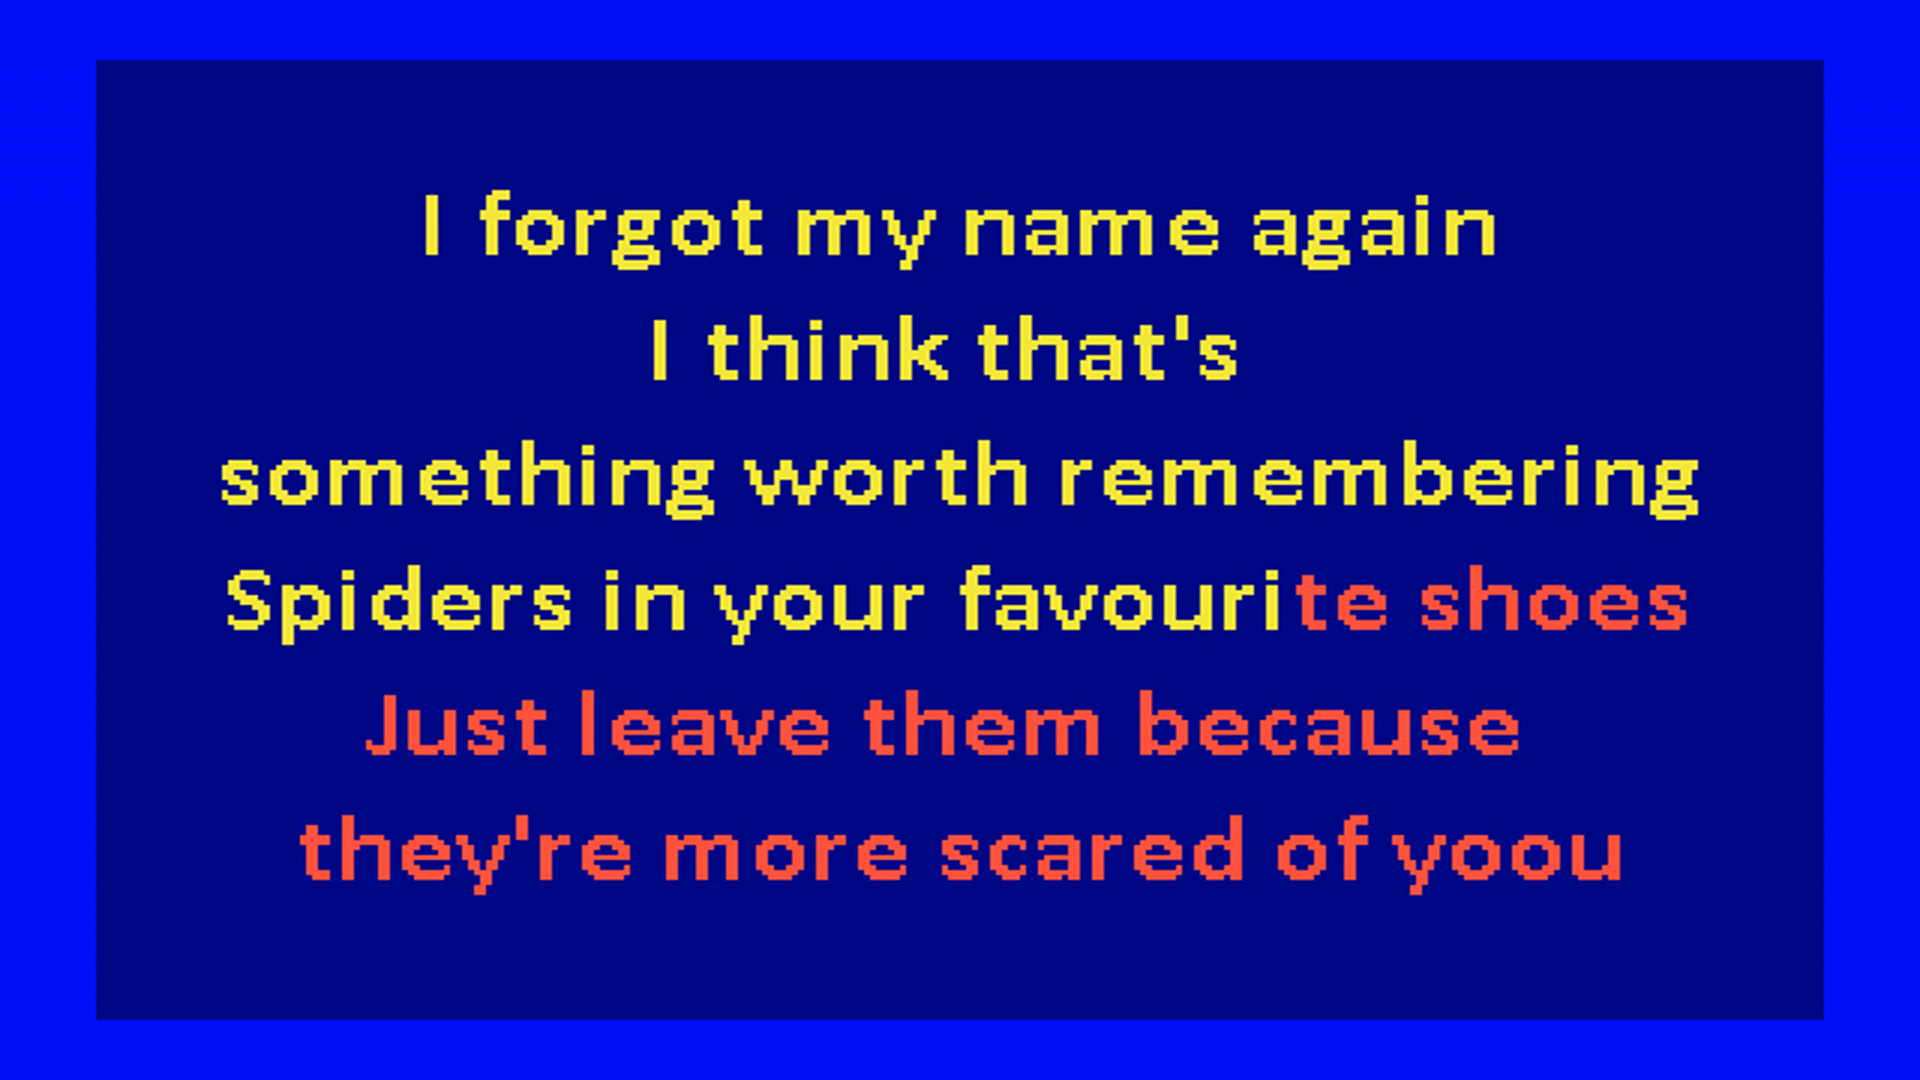 I forgot my name again
I think that's
something worth remembering
Spiders in your favourite shoes
Just leave them because
they're more scared of yoou